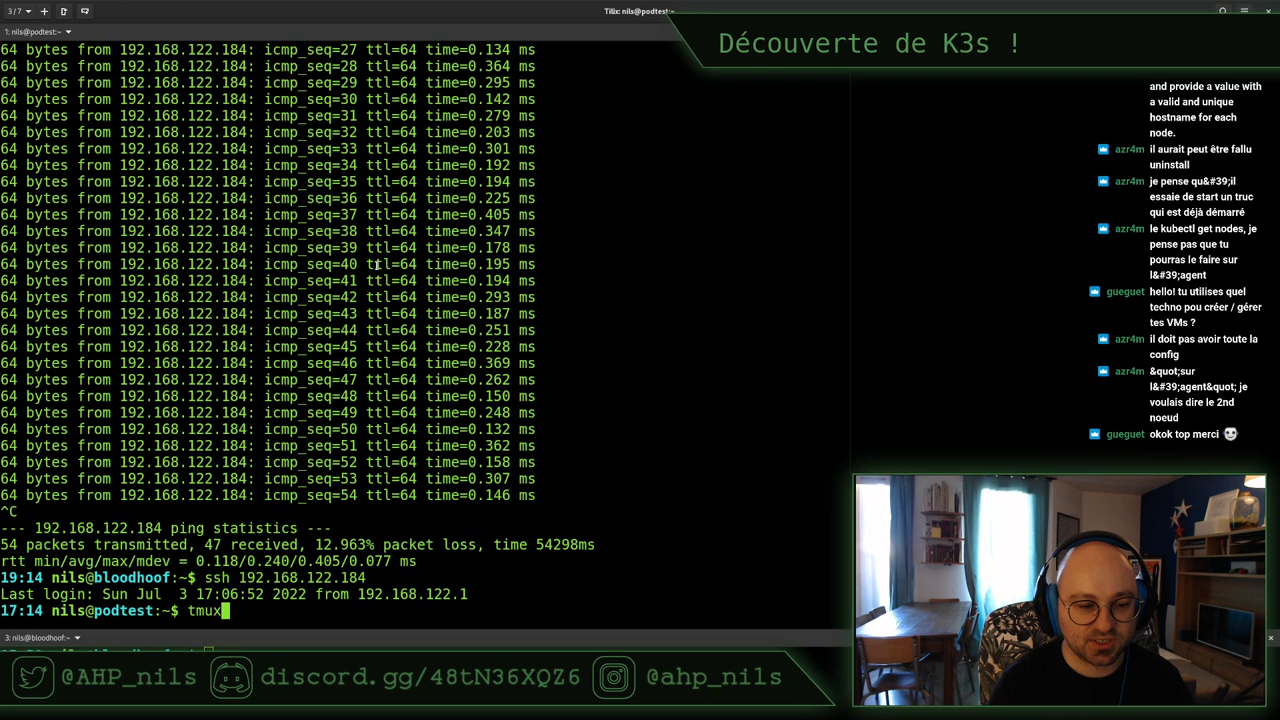 3/7
Tilix: nils@podtest:~
1: nils@podtest:~
Découverte de K3s !
64 bytes from 192.168.122.184: icmp_seq=27 ttl=64 time=0.134 ms
64 bytes from 192.168.122.184: icmp_seq=28 ttl=64 time=0.364 ms
64 bytes from 192.168.122.184: icmp_seq=29 ttl=64 time=0.295 ms
64 bytes from 192.168.122.184: icmp_seq=30 ttl=64 time=0.142 ms
64 bytes from 192.168.122.184: icmp_seq=31 ttl=64 time=0.279 ms
64 bytes from 192.168.122.184: icmp_seq=32 ttl=64 time=0.203 ms
64 bytes from 192.168.122.184: icmp_seq=33 ttl=64 time=0.301 ms
64 bytes from 192.168.122.184: icmp_seq=34 ttl=64 time=0.192 ms
64 bytes from 192.168.122.184: icmp_seq=35 ttl=64 time=0.194 ms
64 bytes from 192.168.122.184: icmp_seq=36 ttl=64 time=0.225 ms
64 bytes from 192.168.122.184: icmp_seq=37 ttl=64 time=0.405 ms
64 bytes from 192.168.122.184: icmp_seq=38 ttl=64 time=0.347 ms
64 bytes from 192.168.122.184: icmp_seq=39 ttl=64 time=0.178 ms
64 bytes from 192.168.122.184: icmp_seq=40 ttl=64 time=0.195 ms
64 bytes from 192.168.122.184: icmp_seq=41 ttl=64 time=0.194 ms
64 bytes from 192.168.122.184: icmp_seq=42 ttl=64 time=0.293 ms
64 bytes from 192.168.122.184: icmp_seq=43 ttl=64 time=0.187 ms
64 bytes from 192.168.122.184: icmp_seq=44 ttl=64 time=0.251 ms
64 bytes from 192.168.122.184: icmp_seq=45 ttl=64 time=0.228 ms
64 bytes from 192.168.122.184: icmp_seq=46 ttl=64 time=0.369 ms
64 bytes from 192.168.122.184: icmp_seq=47 ttl=64 time=0.262 ms
64 bytes from 192.168.122.184: icmp_seq=48 ttl=64 time=0.150 ms
64 bytes from 192.168.122.184: icmp_seq=49 ttl=64 time=0.248 ms
64 bytes from 192.168.122.184: icmp_seq=50 ttl=64 time=0.132 ms
64 bytes from 192.168.122.184: icmp_seq=51 ttl=64 time=0.362 ms
64 bytes from 192.168.122.184: icmp_seq=52 ttl=64 time=0.158 ms
64 bytes from 192.168.122.184: icmp_seq=53 ttl=64 time=0.307 ms
64 bytes from 192.168.122.184: icmp_seq=54 ttl=64 time=0.146 ms
^C
--- 192.168.122.184 ping statistics ---
54 packets transmitted, 47 received, 12.963% packet loss, time 54298ms
rtt min/avg/max/mdev = 0.118/0.240/0.405/0.077 ms
19:14 nils@bloodhoof:~$ ssh 192.168.122.184
Last login: Sun Jul  3 17:06:52 2022 from 192.168.122.1
17:14 nils@podtest:~$ tmux
3: nils@bloodhoof:~
and provide a value with
a valid and unique
hostname for each
node.
azr4m il aurait peut être fallu
uninstall
azr4m je pense qu&#39;il
essaie de start un truc
qui est déjà démarré
azr4m le kubectl get nodes, je
pense pas que tu
pourras le faire sur
l&#39;agent
gueguet hello! tu utilises quel
techno pou créer / gérer
tes VMs ?
azr4m il doit pas avoir toute la
config
azr4m &quot;sur
l&#39;agent&quot; je
voulais dire le 2nd
noeud
gueguet okok top merci
@AHP_nils
discord.gg/48tN36XQZ6
@ahp_nils